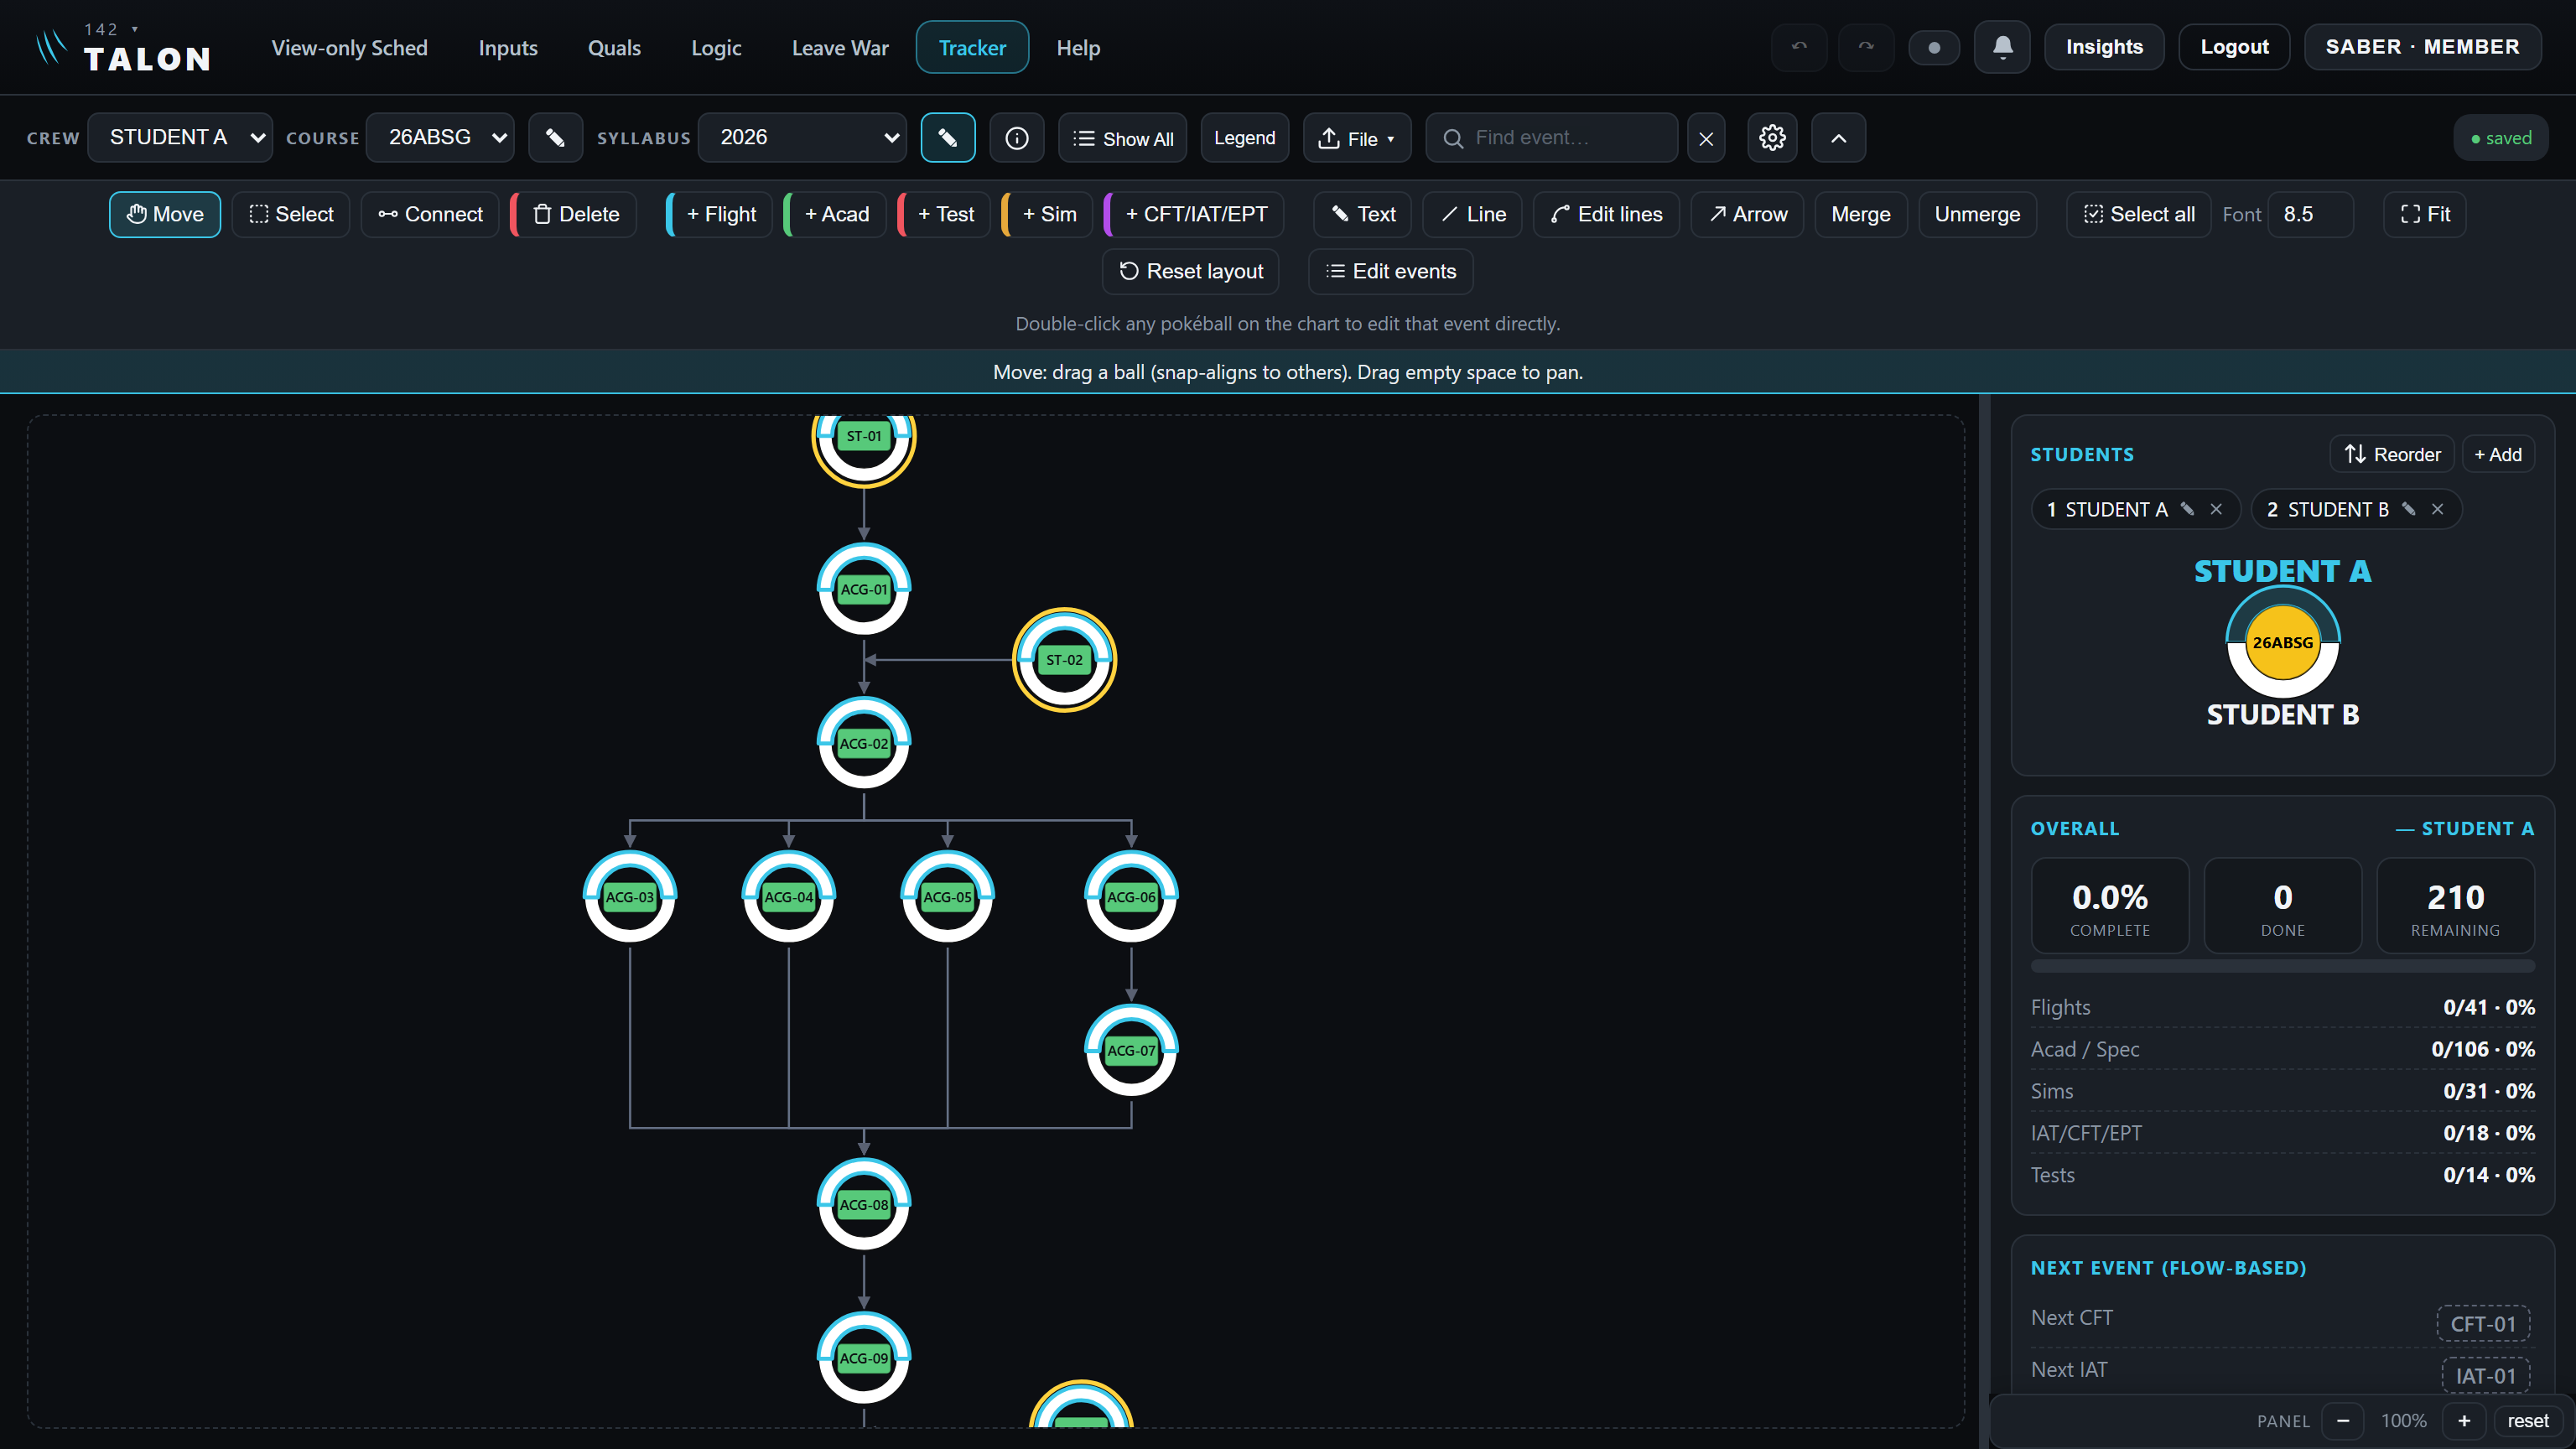 142 ▾
TALON
View-only Sched
Inputs
Quals
Logic
Leave War
Tracker
Help
Insights
Logout
SABER · MEMBER
CREW
STUDENT A
COURSE
26ABSG
SYLLABUS
2026
Show All
Legend
File ▾
Find event…
saved
Move
Select
Connect
Delete
+ Flight
+ Acad
+ Test
+ Sim
+ CFT/IAT/EPT
Text
Line
Edit lines
Arrow
Merge
Unmerge
Select all
Font
8.5
Fit
Reset layout
Edit events
Double-click any pokéball on the chart to edit that event directly.
Move: drag a ball (snap-aligns to others). Drag empty space to pan.
ST-01
ACG-01
ST-02
ACG-02
ACG-03
ACG-04
ACG-05
ACG-06
ACG-07
ACG-08
ACG-09
STUDENTS
Reorder
+ Add
1 STUDENT A
2 STUDENT B
STUDENT A
26ABSG
STUDENT B
OVERALL
— STUDENT A
0.0%
COMPLETE
0
DONE
210
REMAINING
Flights
0/41 · 0%
Acad / Spec
0/106 · 0%
Sims
0/31 · 0%
IAT/CFT/EPT
0/18 · 0%
Tests
0/14 · 0%
NEXT EVENT (FLOW-BASED)
Next CFT
CFT-01
Next IAT
IAT-01
PANEL
−
100%
+
reset